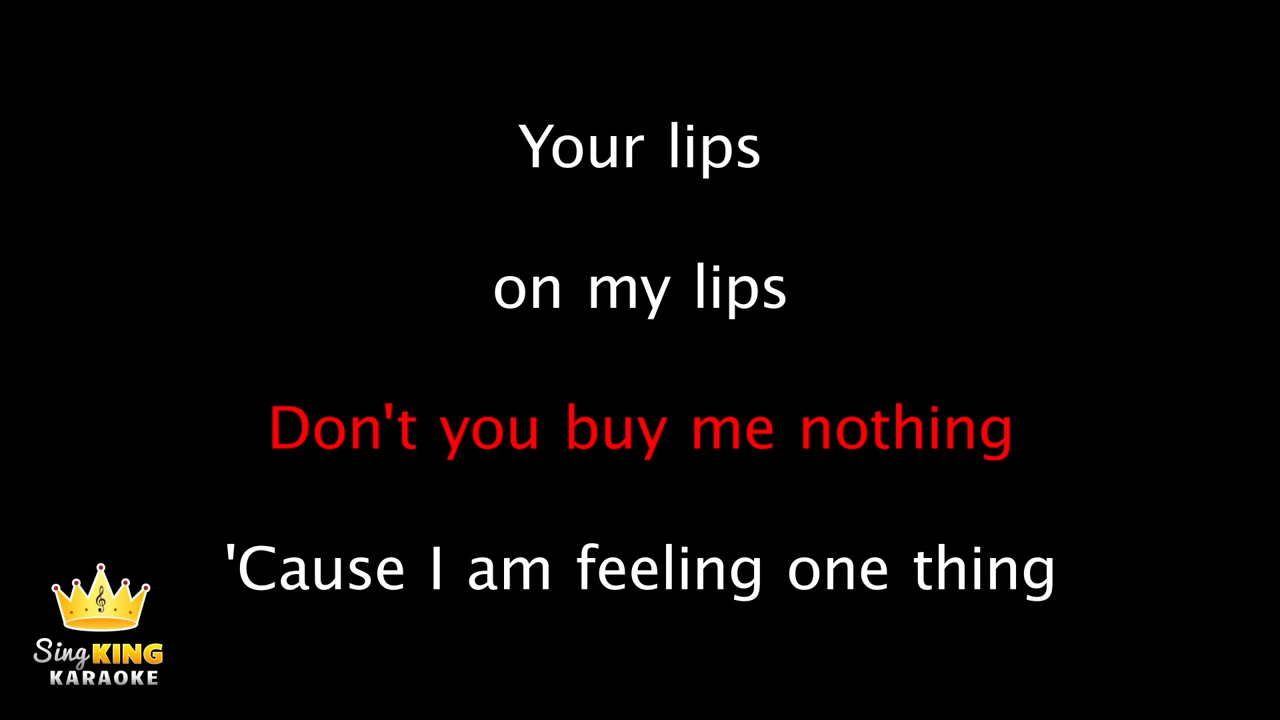 Your lips
on my lips
Don't you buy me nothing
'Cause I am feeling one thing
Sing KING
KARAOKE